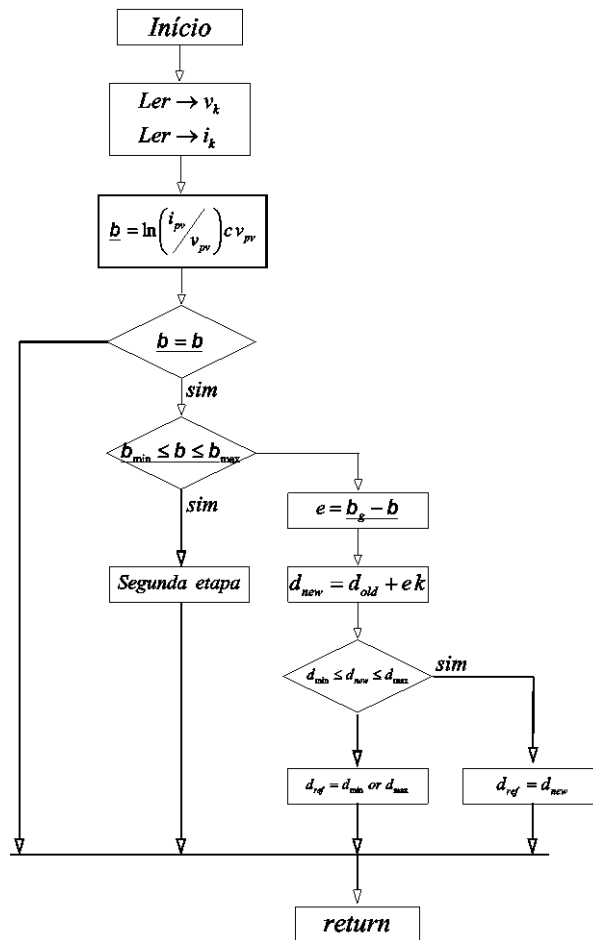 Início
Ler → v_k
Ler → i_k
b = ln(i_pv / v_pv) c v_pv
b = b
sim
b_min ≤ b ≤ b_max
sim
e = b_g − b
Segunda etapa
d_new = d_old + e k
d_min ≤ d_new ≤ d_max
sim
d_ref = d_min or d_max
d_ref = d_new
return